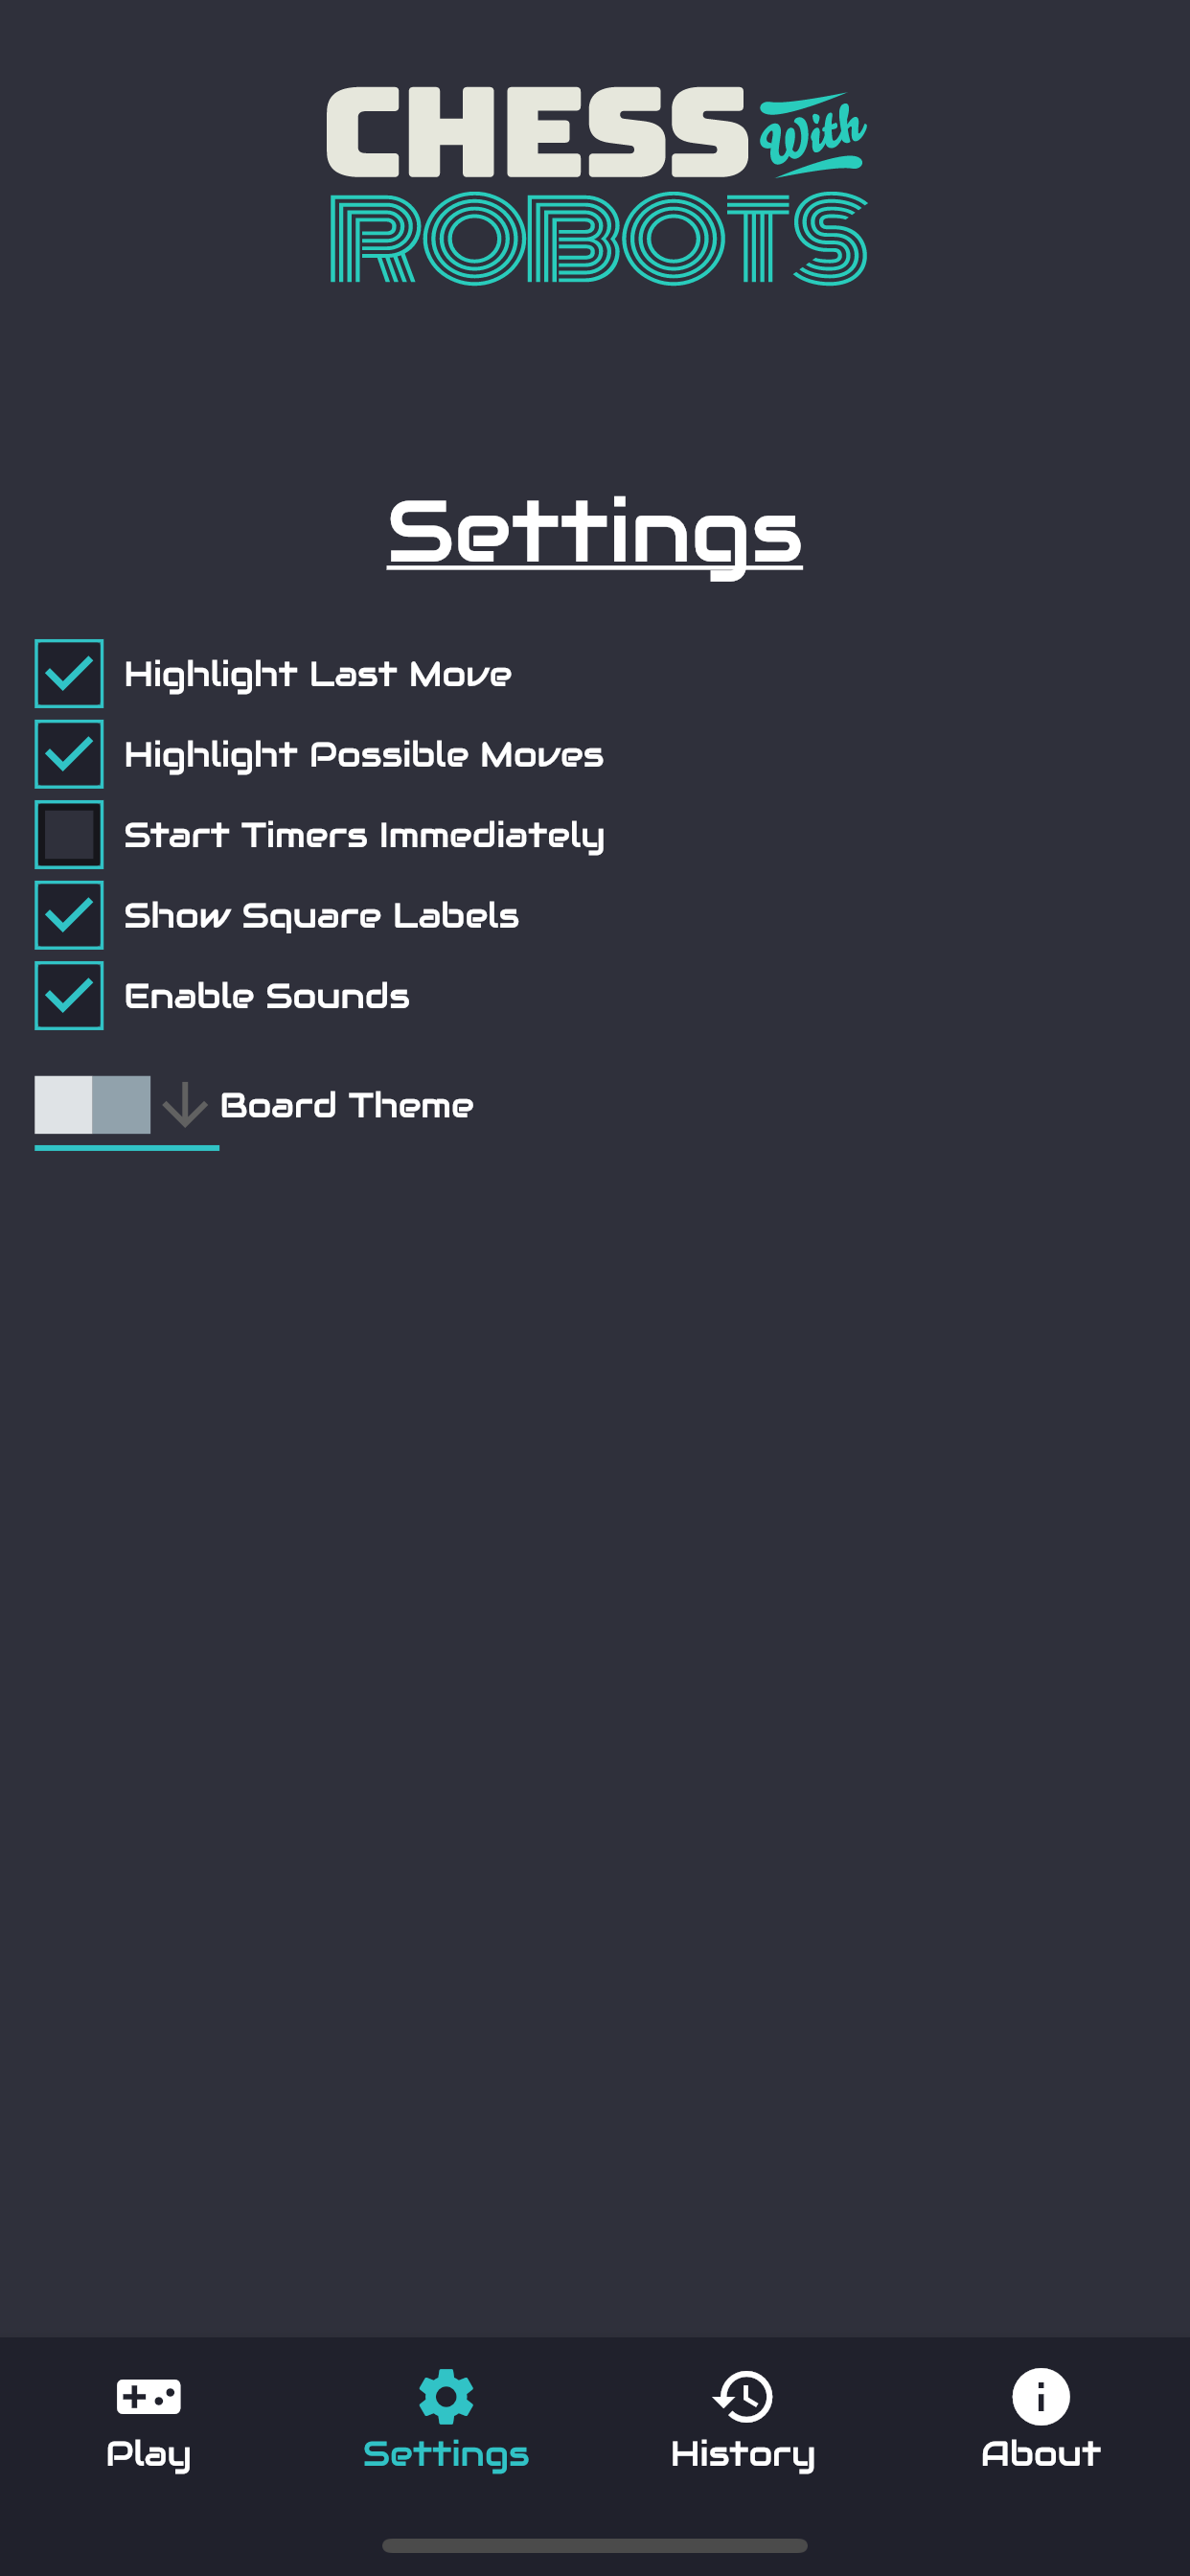 CHESS With
ROBOTS
Settings
Highlight Last Move
Highlight Possible Moves
Start Timers Immediately
Show Square Labels
Enable Sounds
Board Theme
Play Settings History About